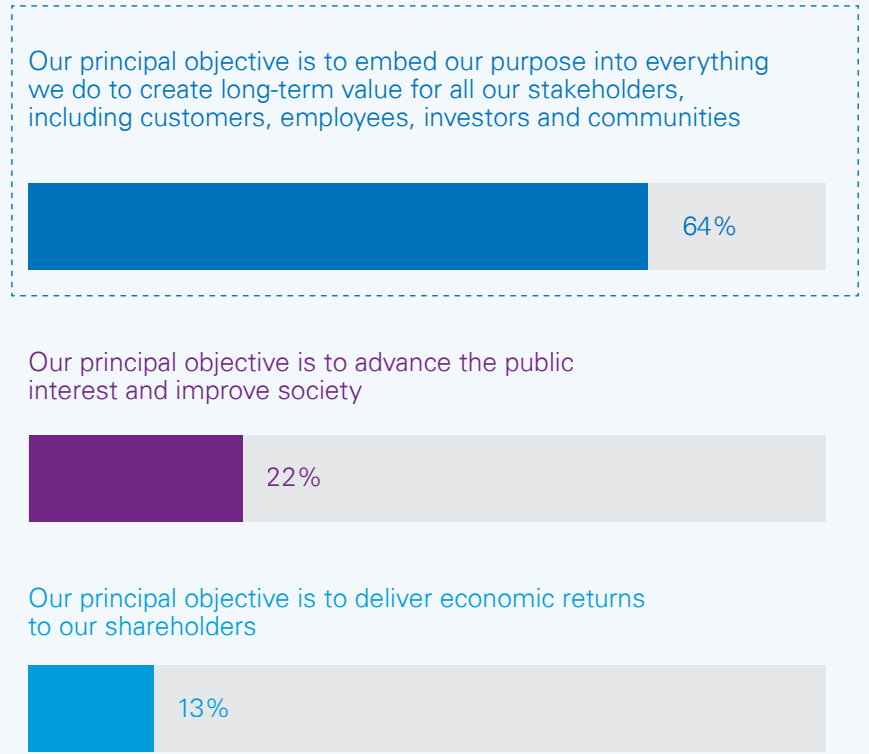 Our principal objective is to embed our purpose into everything
we do to create long-term value for all our stakeholders,
including customers, employees, investors and communities
64%
Our principal objective is to advance the public
interest and improve society
22%
Our principal objective is to deliver economic returns
to our shareholders
13%